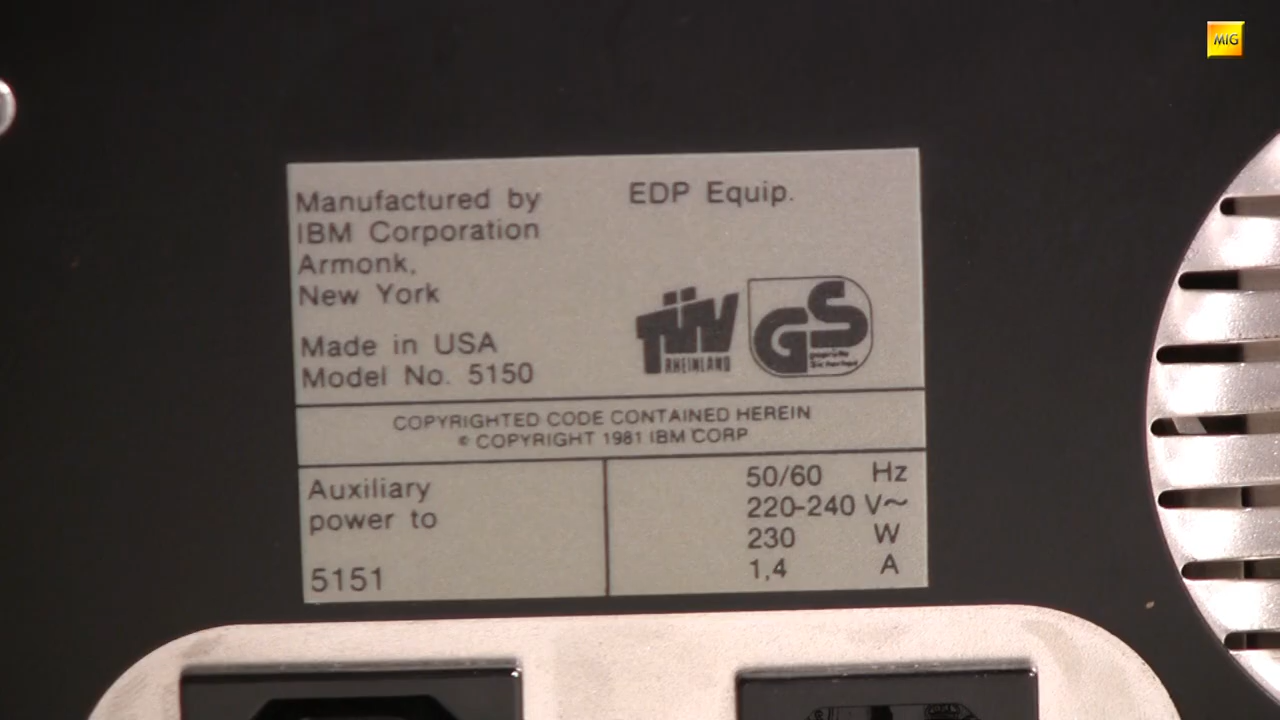 MIG
Manufactured by
IBM Corporation
Armonk,
New York
Made in USA
Model No. 5150
EDP Equip.
TÜV
RHEINLAND
GS
geprüfte
Sicherheit
COPYRIGHTED CODE CONTAINED HEREIN
© COPYRIGHT 1981 IBM CORP
Auxiliary
power to
5151
50/60 Hz
220-240 V~
230 W
1,4 A